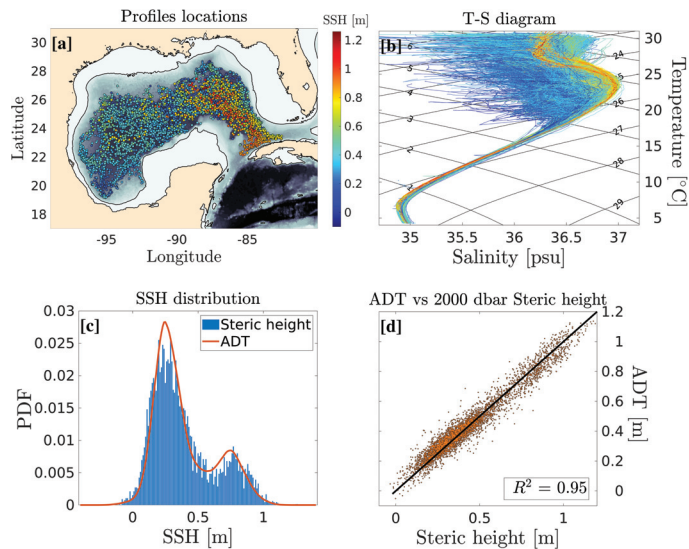 Profiles locations
SSH [m]
T-S diagram
[a]
30
28
26
24
22
20
18
Latitude
-95
-90
-85
Longitude
1.2
1
0.8
0.6
0.4
0.2
0
[b]
24
26
27
28
29
30
25
20
15
10
5
Temperature [°C]
35
35.5
36
36.5
37
Salinity [psu]
SSH distribution
ADT vs 2000 dbar Steric height
[c]
Steric height
ADT
0.03
0.025
0.02
0.015
0.01
0.005
0
PDF
0
0.5
1
SSH [m]
[d]
1.2
1
0.8
0.6
0.4
0.2
0
ADT [m]
R² = 0.95
0
0.5
1
Steric height [m]